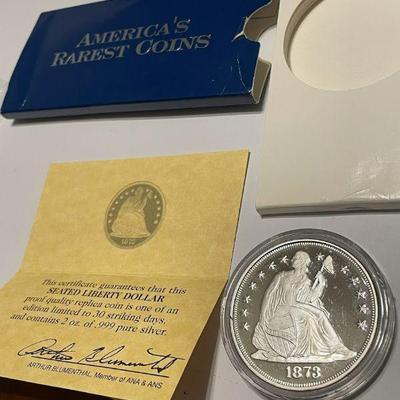 AMERICA'S
RAREST COINS
1873
This certificate guarantees that this
SEATED LIBERTY DOLLAR
proof quality replica coin is one of an
edition limited to 30 striking days,
and contains 2 oz. of .999 pure silver.
Arthur Blumenthal
ARTHUR BLUMENTHAL, Member of ANA & ANS
1873